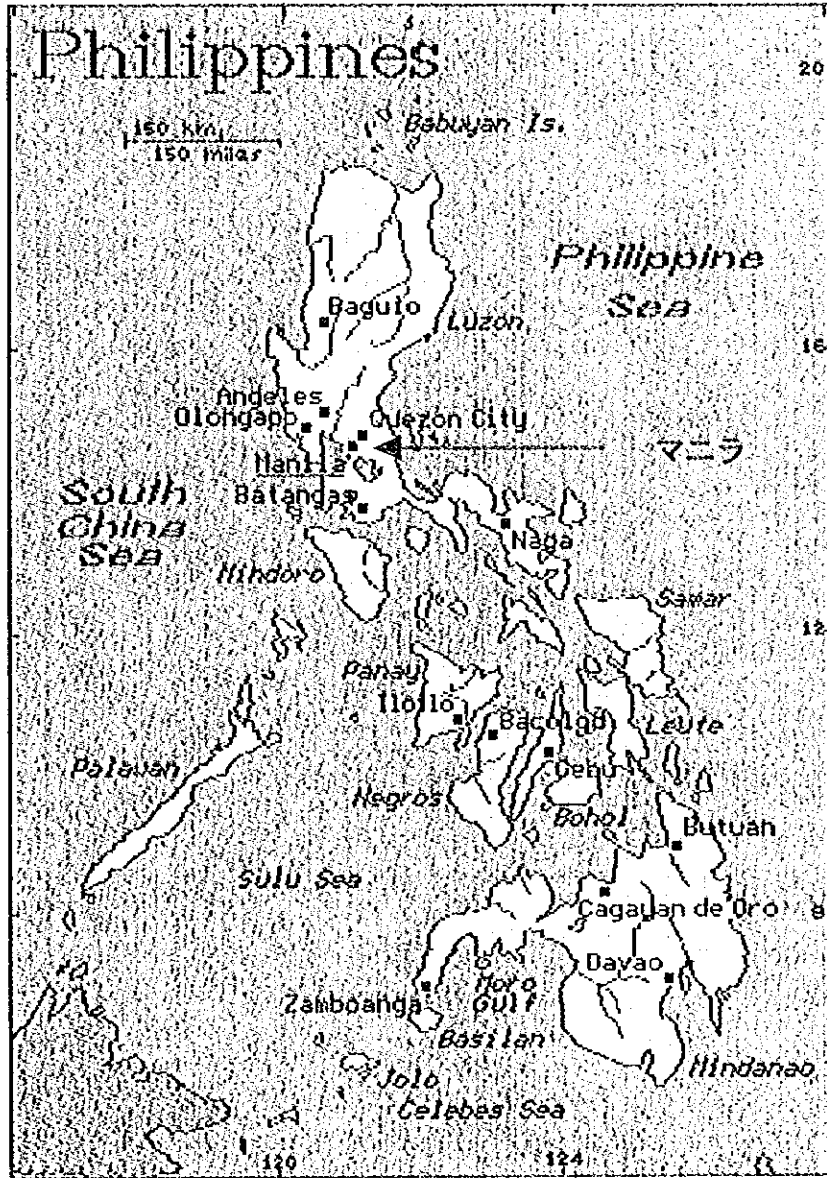 Philippines
20
150 km.
150 miles
Babuyan Is.
Philippine
Sea
Baguio
Luzon
16
Angeles
Olongapo
Quezon City
マニラ
Manila
South
China
Sea
Batangas
Naga
Mindoro
Samar
12
Panay
Iloilo
Bacolod
Leyte
Palawan
Cebu
Negros
Bohol
Butuan
Sulu Sea
Cagayan de Oro
8
Davao
Moro
Gulf
Zamboanga
Basilan
Mindanao
Jolo
Celebes Sea
120
124